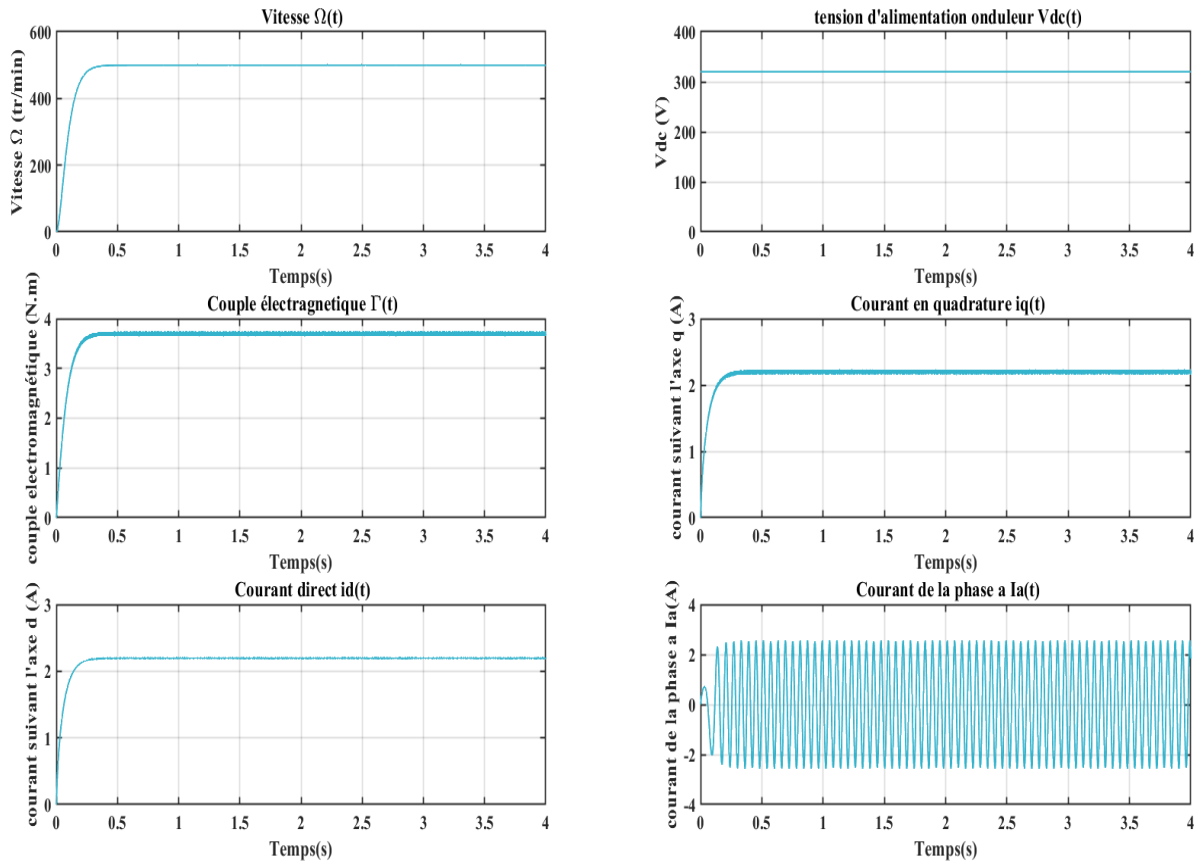 Vitesse Ω(t)
Vitesse Ω (tr/min)
600
400
200
0
0 0.5 1 1.5 2 2.5 3 3.5 4
Temps(s)
tension d'alimentation onduleur Vdc(t)
Vdc (V)
400
300
200
100
0
0 0.5 1 1.5 2 2.5 3 3.5 4
Temps(s)
Couple électragnetique Γ(t)
couple electromagnétique (N.m)
4
3
2
1
0
0 0.5 1 1.5 2 2.5 3 3.5 4
Temps(s)
Courant en quadrature iq(t)
courant suivant l'axe q (A)
3
2
1
0
0 0.5 1 1.5 2 2.5 3 3.5 4
Temps(s)
Courant direct id(t)
courant suivant l'axe d (A)
3
2
1
0
0 0.5 1 1.5 2 2.5 3 3.5 4
Temps(s)
Courant de la phase a Ia(t)
courant de la phase a Ia(A)
4
2
0
-2
-4
0 0.5 1 1.5 2 2.5 3 3.5 4
Temps(s)